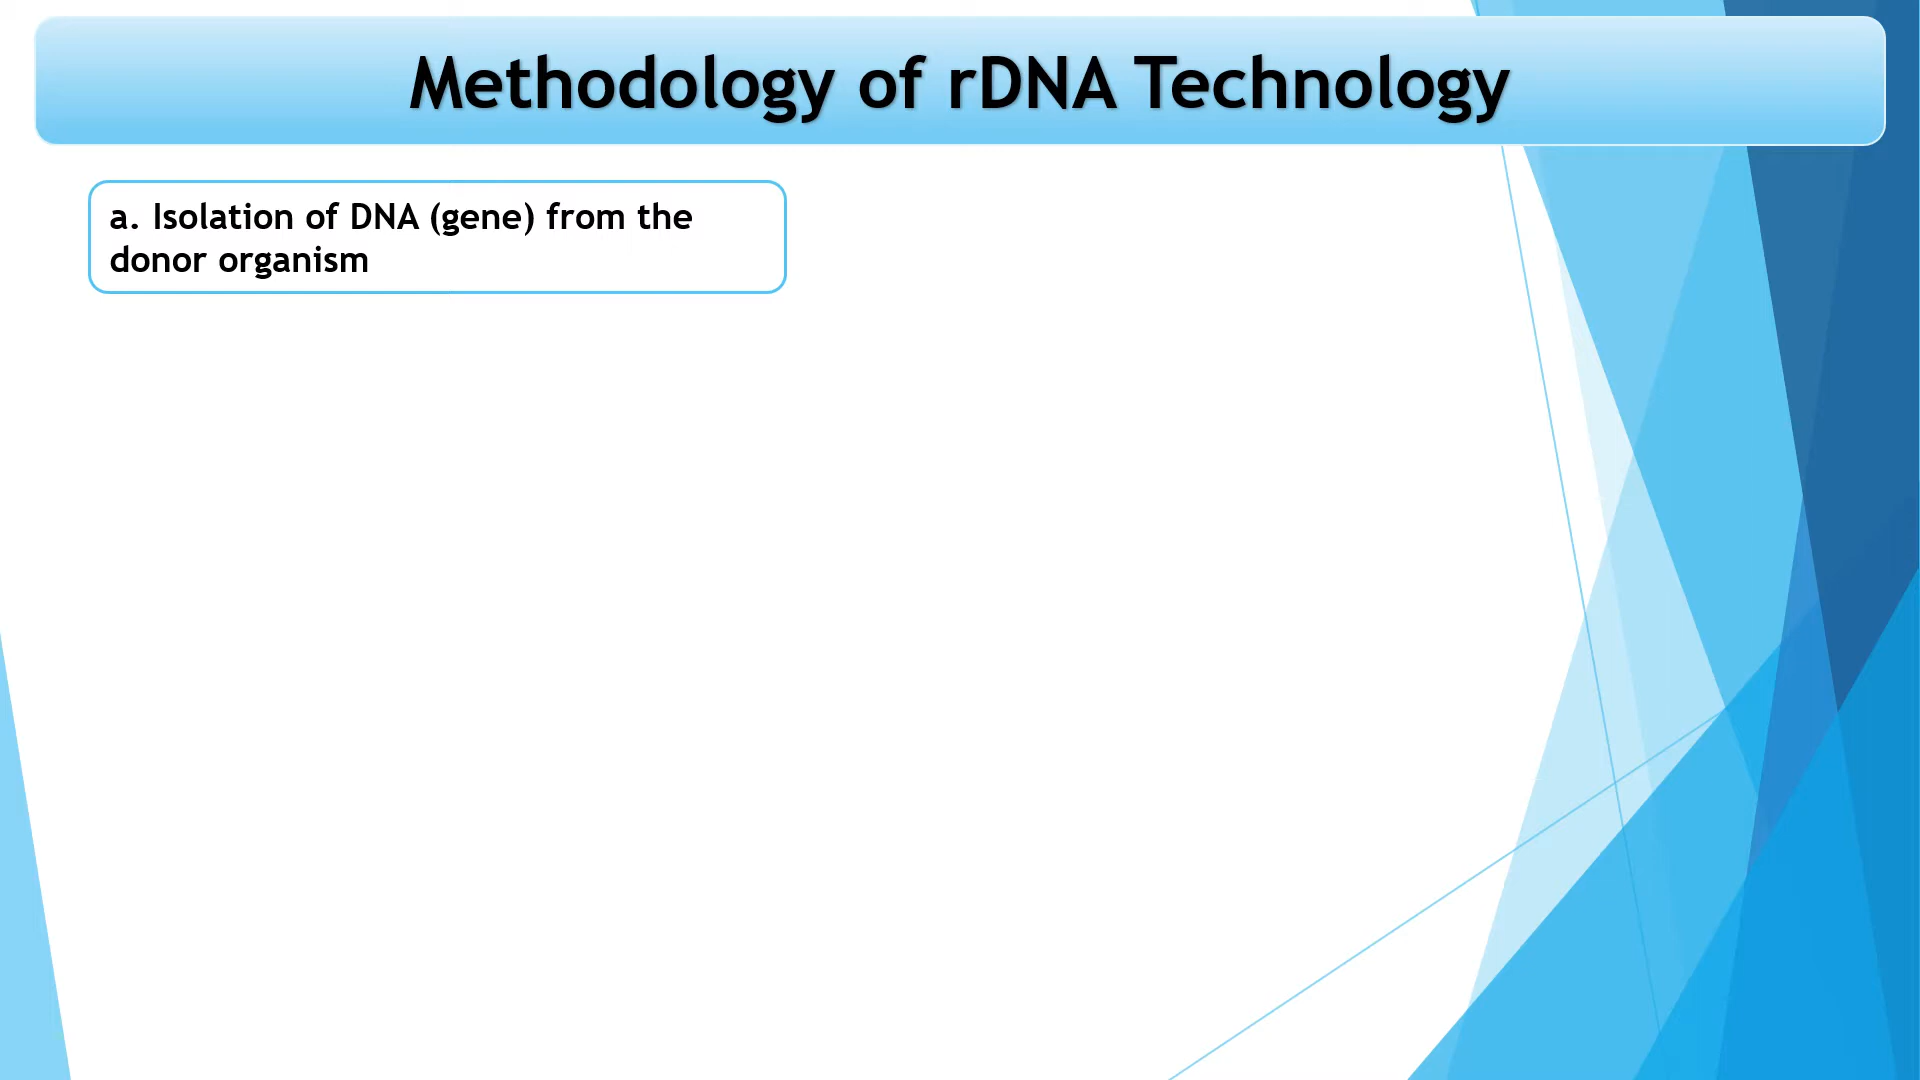 Methodology of rDNA Technology
a. Isolation of DNA (gene) from the
donor organism